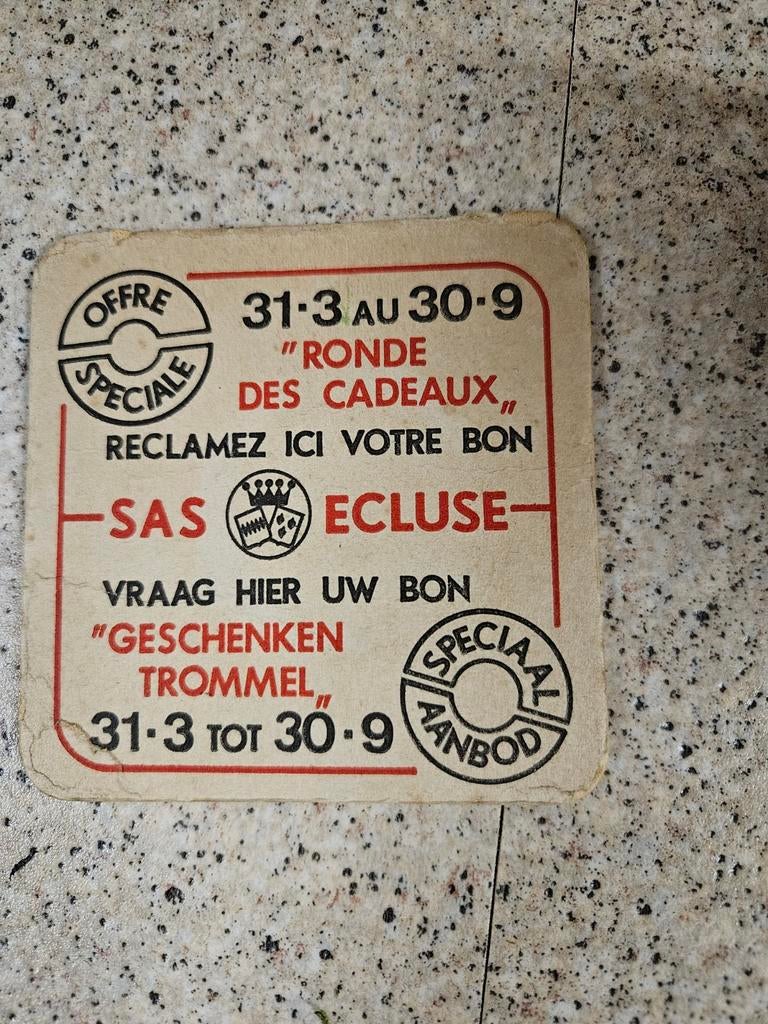 OFFRE
SPECIALE
31·3 AU 30·9
"RONDE
DES CADEAUX„
RECLAMEZ ICI VOTRE BON
SAS ECLUSE
VRAAG HIER UW BON
"GESCHENKEN
TROMMEL„
31·3 TOT 30·9
SPECIAAL
AANBOD